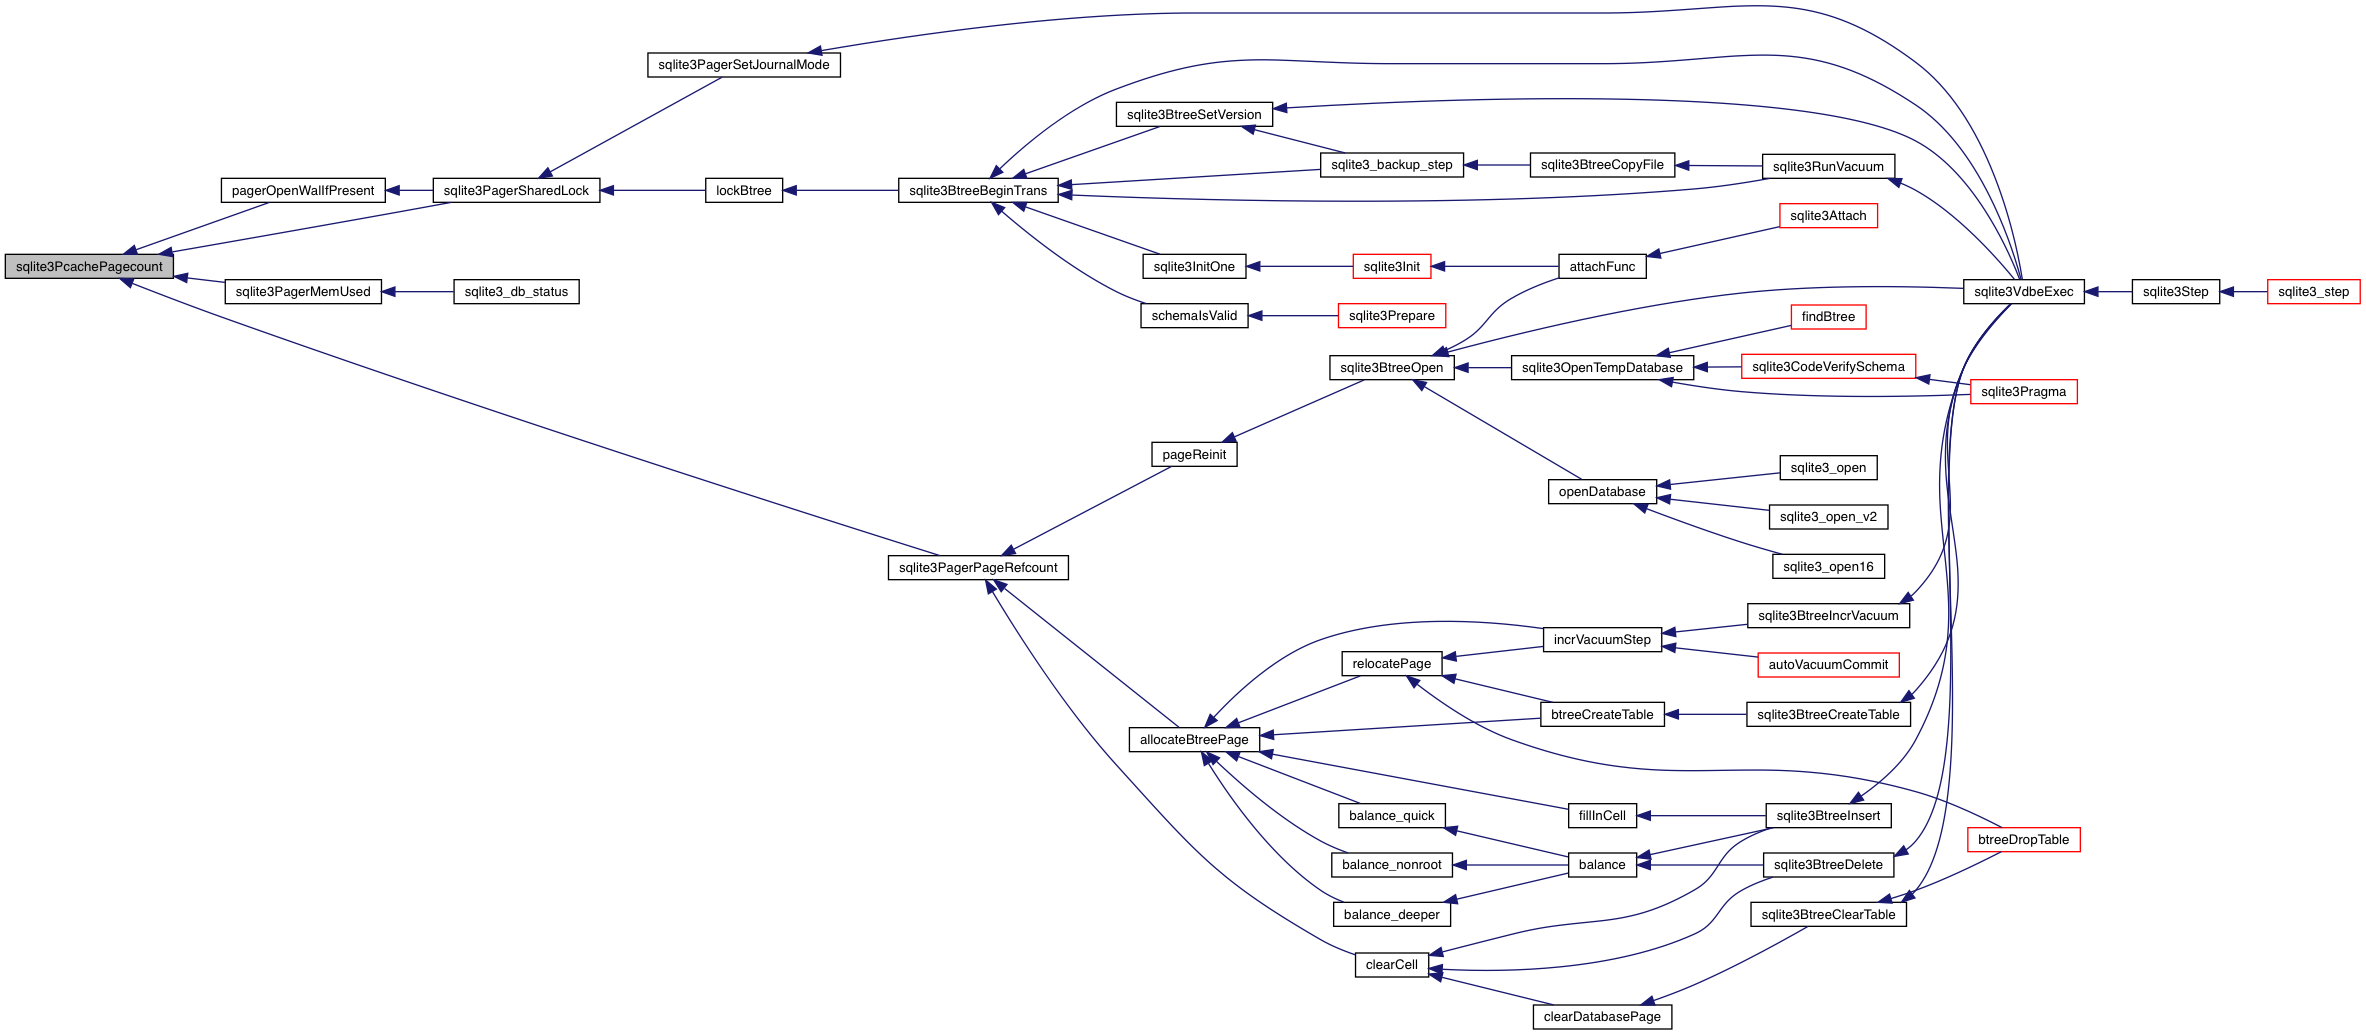 sqlite3PcachePagecount
pagerOpenWalIfPresent
sqlite3PagerSharedLock
sqlite3PagerMemUsed
sqlite3_db_status
sqlite3PagerSetJournalMode
lockBtree
sqlite3BtreeBeginTrans
sqlite3BtreeSetVersion
sqlite3_backup_step
sqlite3BtreeCopyFile
sqlite3RunVacuum
sqlite3InitOne
sqlite3Init
attachFunc
sqlite3Attach
schemaIsValid
sqlite3Prepare
sqlite3VdbeExec
sqlite3Step
sqlite3_step
sqlite3BtreeOpen
sqlite3OpenTempDatabase
findBtree
sqlite3CodeVerifySchema
sqlite3Pragma
pageReinit
openDatabase
sqlite3_open
sqlite3_open_v2
sqlite3_open16
sqlite3PagerPageRefcount
allocateBtreePage
relocatePage
incrVacuumStep
sqlite3BtreeIncrVacuum
autoVacuumCommit
btreeCreateTable
sqlite3BtreeCreateTable
balance_quick
balance_nonroot
balance_deeper
fillInCell
balance
sqlite3BtreeInsert
sqlite3BtreeDelete
btreeDropTable
sqlite3BtreeClearTable
clearCell
clearDatabasePage